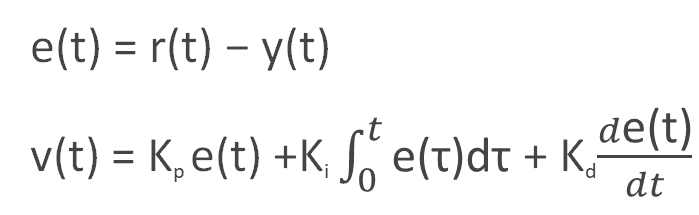 e(t) = r(t) – y(t)
v(t) = Kₚ e(t) +Kᵢ ∫₀ᵗ e(τ)dτ + K_d de(t)/dt